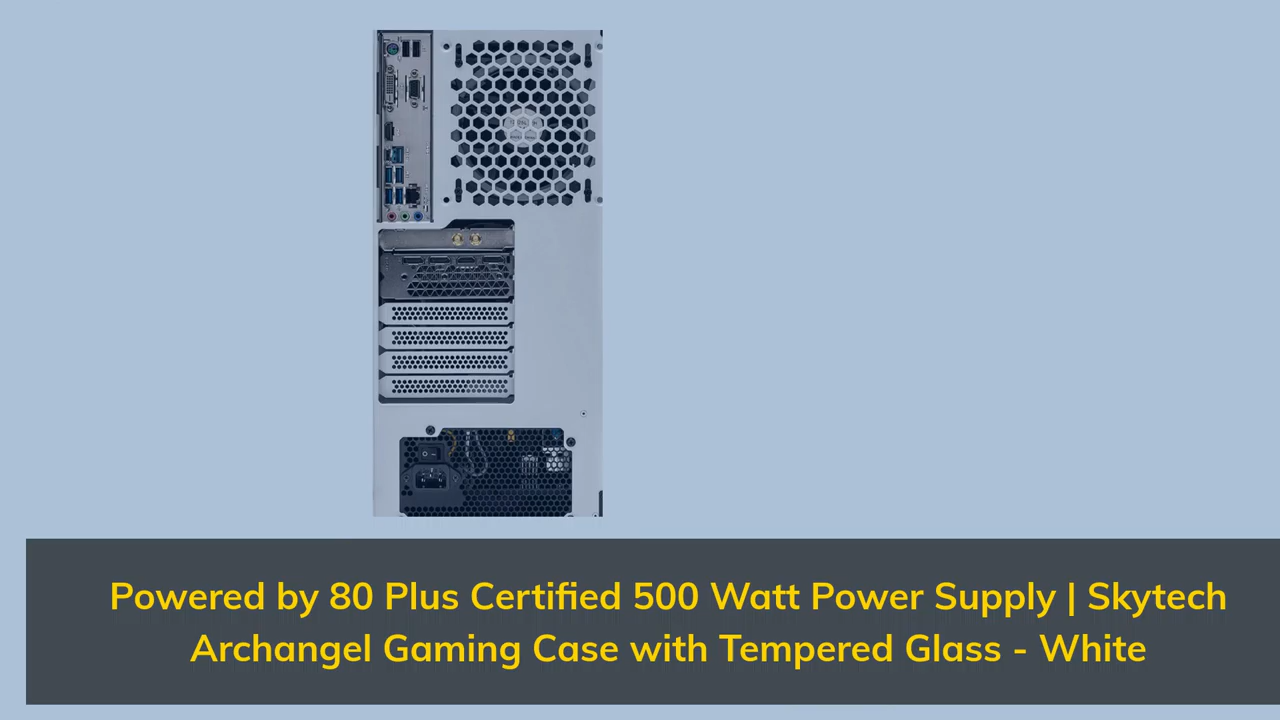 Powered by 80 Plus Certified 500 Watt Power Supply | Skytech
Archangel Gaming Case with Tempered Glass - White